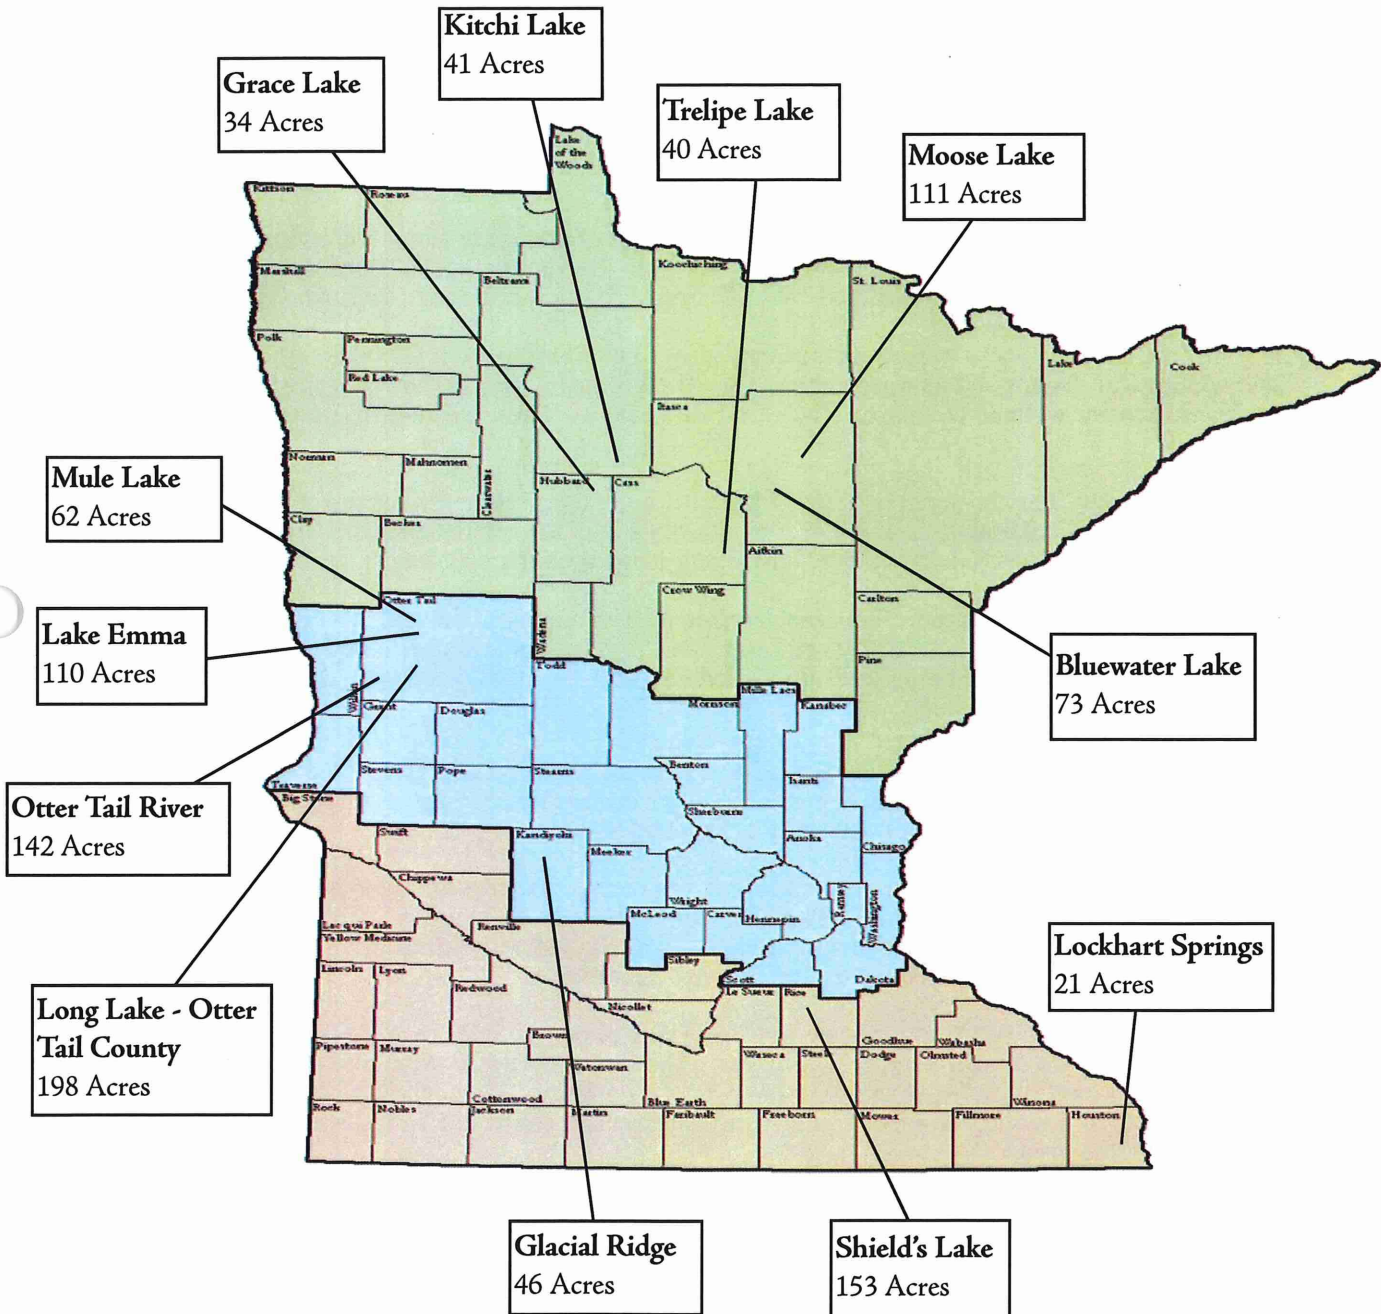 Kitchi Lake
41 Acres
Grace Lake
34 Acres
Trelipe Lake
40 Acres
Moose Lake
111 Acres
Lake
of the
Woods
Kittson
Roseau
Koochiching
Marshall
Beltrami
St. Louis
Polk
Pennington
Lake
Cook
Red Lake
Itasca
Norman
Mahnomen
Clearwater
Hubbard
Cass
Mule Lake
62 Acres
Clay
Becker
Aitkin
Otter Tail
Wadena
Crow Wing
Carlton
Lake Emma
110 Acres
Bluewater Lake
73 Acres
Pine
Todd
Wilkin
Grant
Douglas
Morrison
Mille Lacs
Kanabec
Otter Tail River
142 Acres
Traverse
Big Stone
Stevens
Pope
Stearns
Benton
Isanti
Sherburne
Swift
Kandiyohi
Meeker
Anoka
Chisago
Chippewa
Wright
Ramsey
Washington
McLeod
Carver
Hennepin
Lac qui Parle
Yellow Medicine
Renville
Lockhart Springs
21 Acres
Long Lake - Otter
Tail County
198 Acres
Lincoln
Lyon
Redwood
Sibley
Scott
Dakota
Nicollet
Le Sueur
Rice
Goodhue
Wabasha
Brown
Pipestone
Murray
Watonwan
Waseca
Steele
Dodge
Olmsted
Cottonwood
Blue Earth
Winona
Rock
Nobles
Jackson
Martin
Faribault
Freeborn
Mower
Fillmore
Houston
Glacial Ridge
46 Acres
Shield's Lake
153 Acres